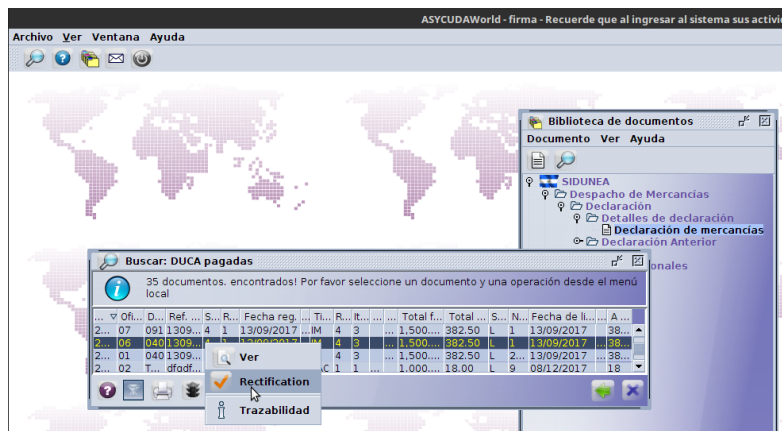 ASYCUDAWorld - firma - Recuerde que al ingresar al sistema sus activi
Archivo Ver Ventana Ayuda
Biblioteca de documentos
Documento Ver Ayuda
SIDUNEA
Despacho de Mercancías
Declaración
Detalles de declaración
Declaración de mercancías
Declaración Anterior
onales
Buscar: DUCA pagadas
35 documentos. encontrados! Por favor seleccione un documento y una operación desde el menú
local
... Ofi... D... Ref. ... S... R... Fecha reg. ... Ti... R... It... ... ... Total f... Total ... S... N... Fecha de li... ... A ...
2... 07 091 1309... 4 1 13/09/2017 ... IM 4 3 ... 1,500.... 382.50 L 1 13/09/2017 ... 38...
2... 06 040 1309... 4 1 13/09/2017 ... IM 4 3 ... 1,500.... 382.50 L 1 13/09/2017 ... 38...
2... 01 040 1309... 4 3 ... 1,500.... 382.50 L 2... 13/09/2017 ... 38...
2... 02 T... dfodf... C 1 1 ... 1.000.... 18.00 L 9 08/12/2017 18
Ver
Rectification
Trazabilidad